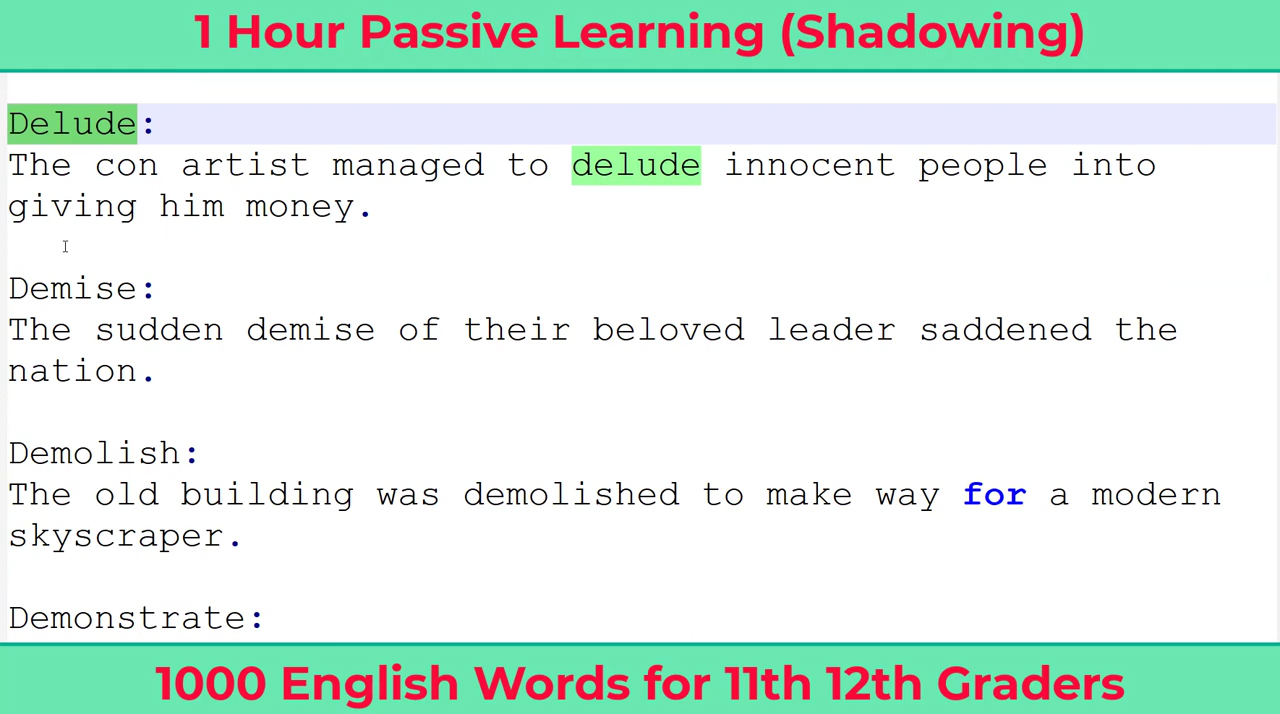 1 Hour Passive Learning (Shadowing)
Delude:
The con artist managed to delude innocent people into
giving him money.
Demise:
The sudden demise of their beloved leader saddened the
nation.
Demolish:
The old building was demolished to make way for a modern
skyscraper.
Demonstrate:
1000 English Words for 11th 12th Graders